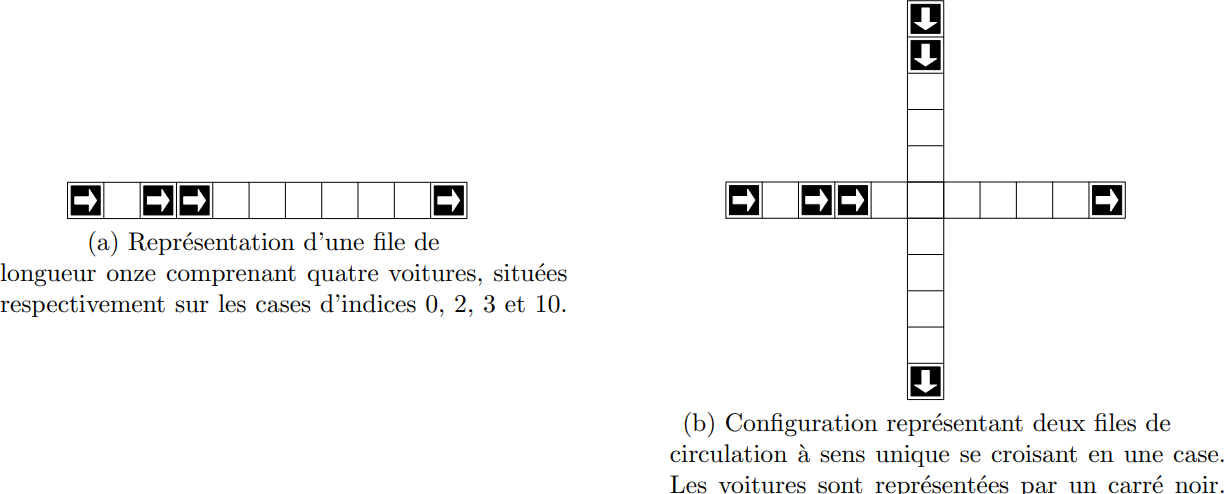 (a) Représentation d'une file de
longueur onze comprenant quatre voitures, situées
respectivement sur les cases d'indices 0, 2, 3 et 10.
(b) Configuration représentant deux files de
circulation à sens unique se croisant en une case.
Les voitures sont représentées par un carré noir.